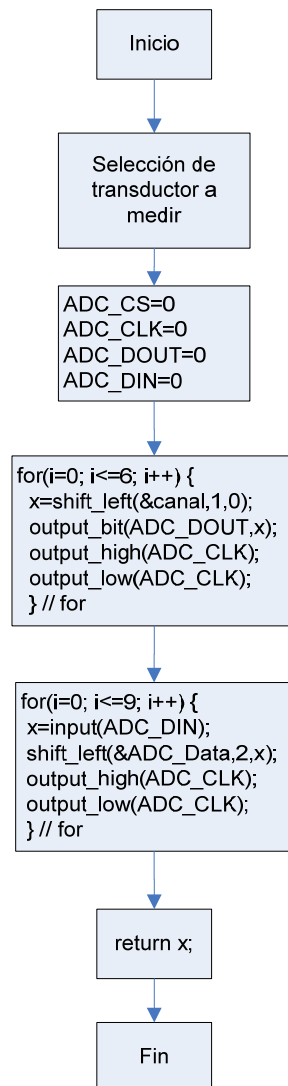 Inicio
Selección de
transductor a
medir
ADC_CS=0
ADC_CLK=0
ADC_DOUT=0
ADC_DIN=0
for(i=0; i<=6; i++) {
x=shift_left(&canal,1,0);
output_bit(ADC_DOUT,x);
output_high(ADC_CLK);
output_low(ADC_CLK);
} // for
for(i=0; i<=9; i++) {
x=input(ADC_DIN);
shift_left(&ADC_Data,2,x);
output_high(ADC_CLK);
output_low(ADC_CLK);
} // for
return x;
Fin